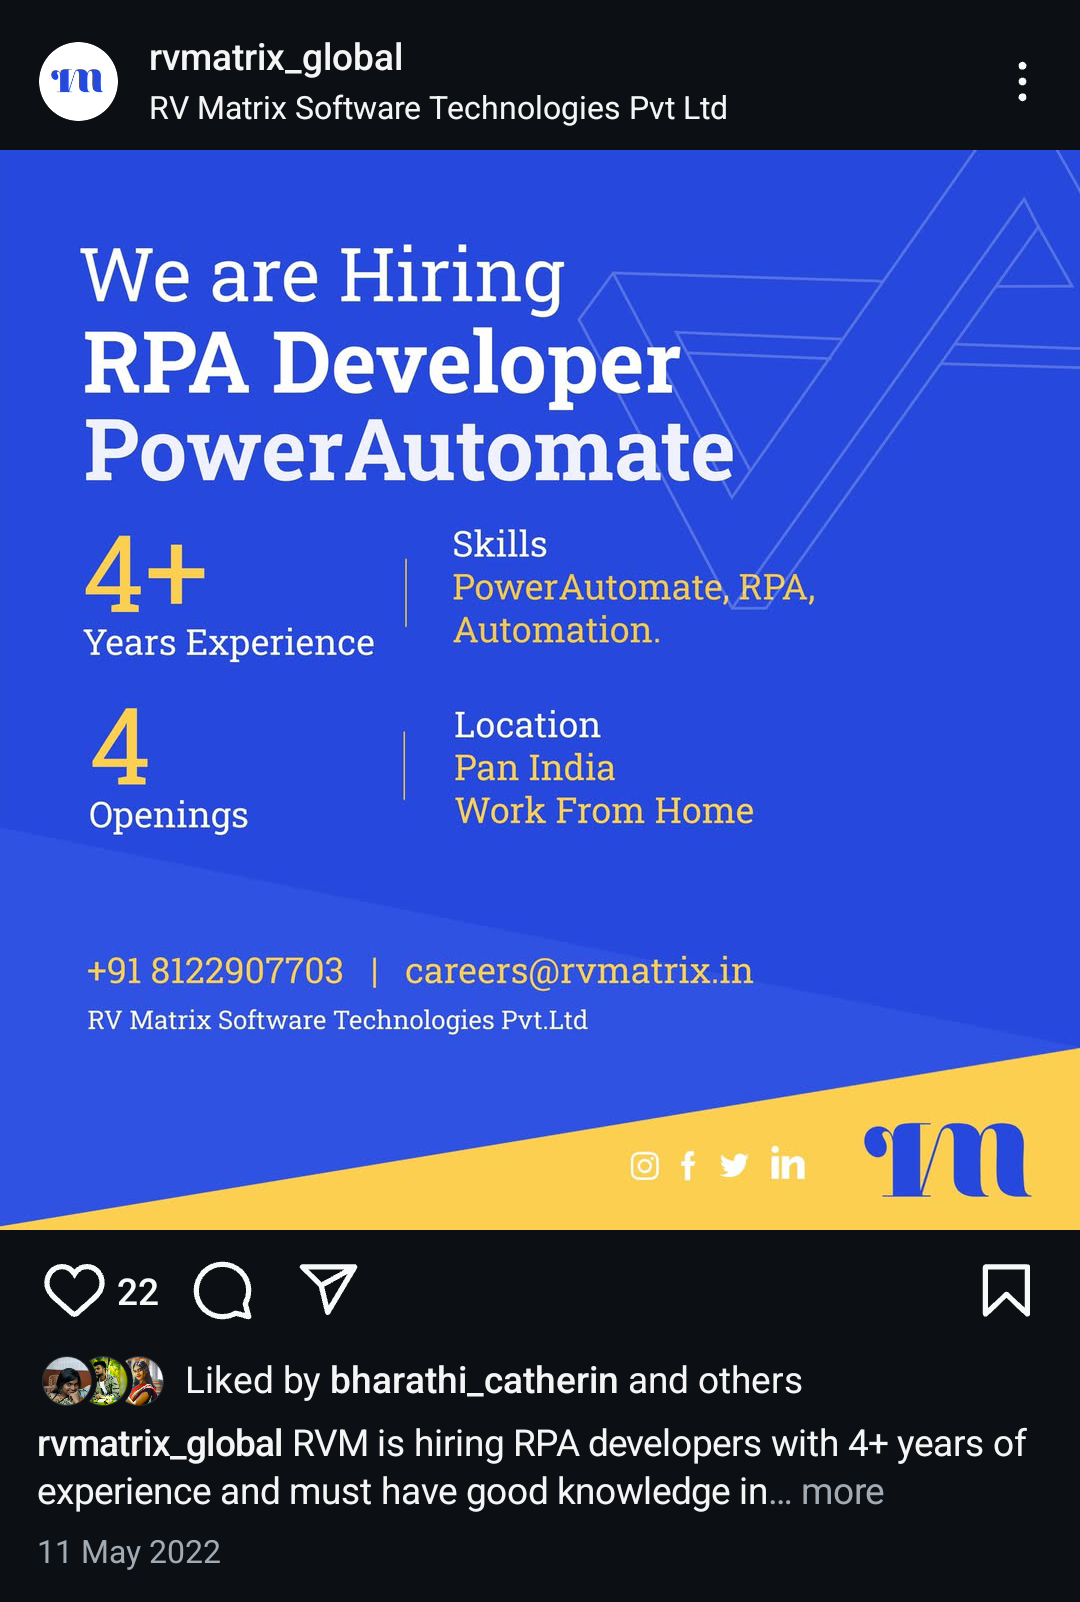 rvmatrix_global
RV Matrix Software Technologies Pvt Ltd
We are Hiring
RPA Developer
PowerAutomate
4+
Years Experience
Skills
PowerAutomate, RPA,
Automation.
4
Openings
Location
Pan India
Work From Home
+91 8122907703 | careers@rvmatrix.in
RV Matrix Software Technologies Pvt.Ltd
22
Liked by bharathi_catherin and others
rvmatrix_global RVM is hiring RPA developers with 4+ years of
experience and must have good knowledge in... more
11 May 2022